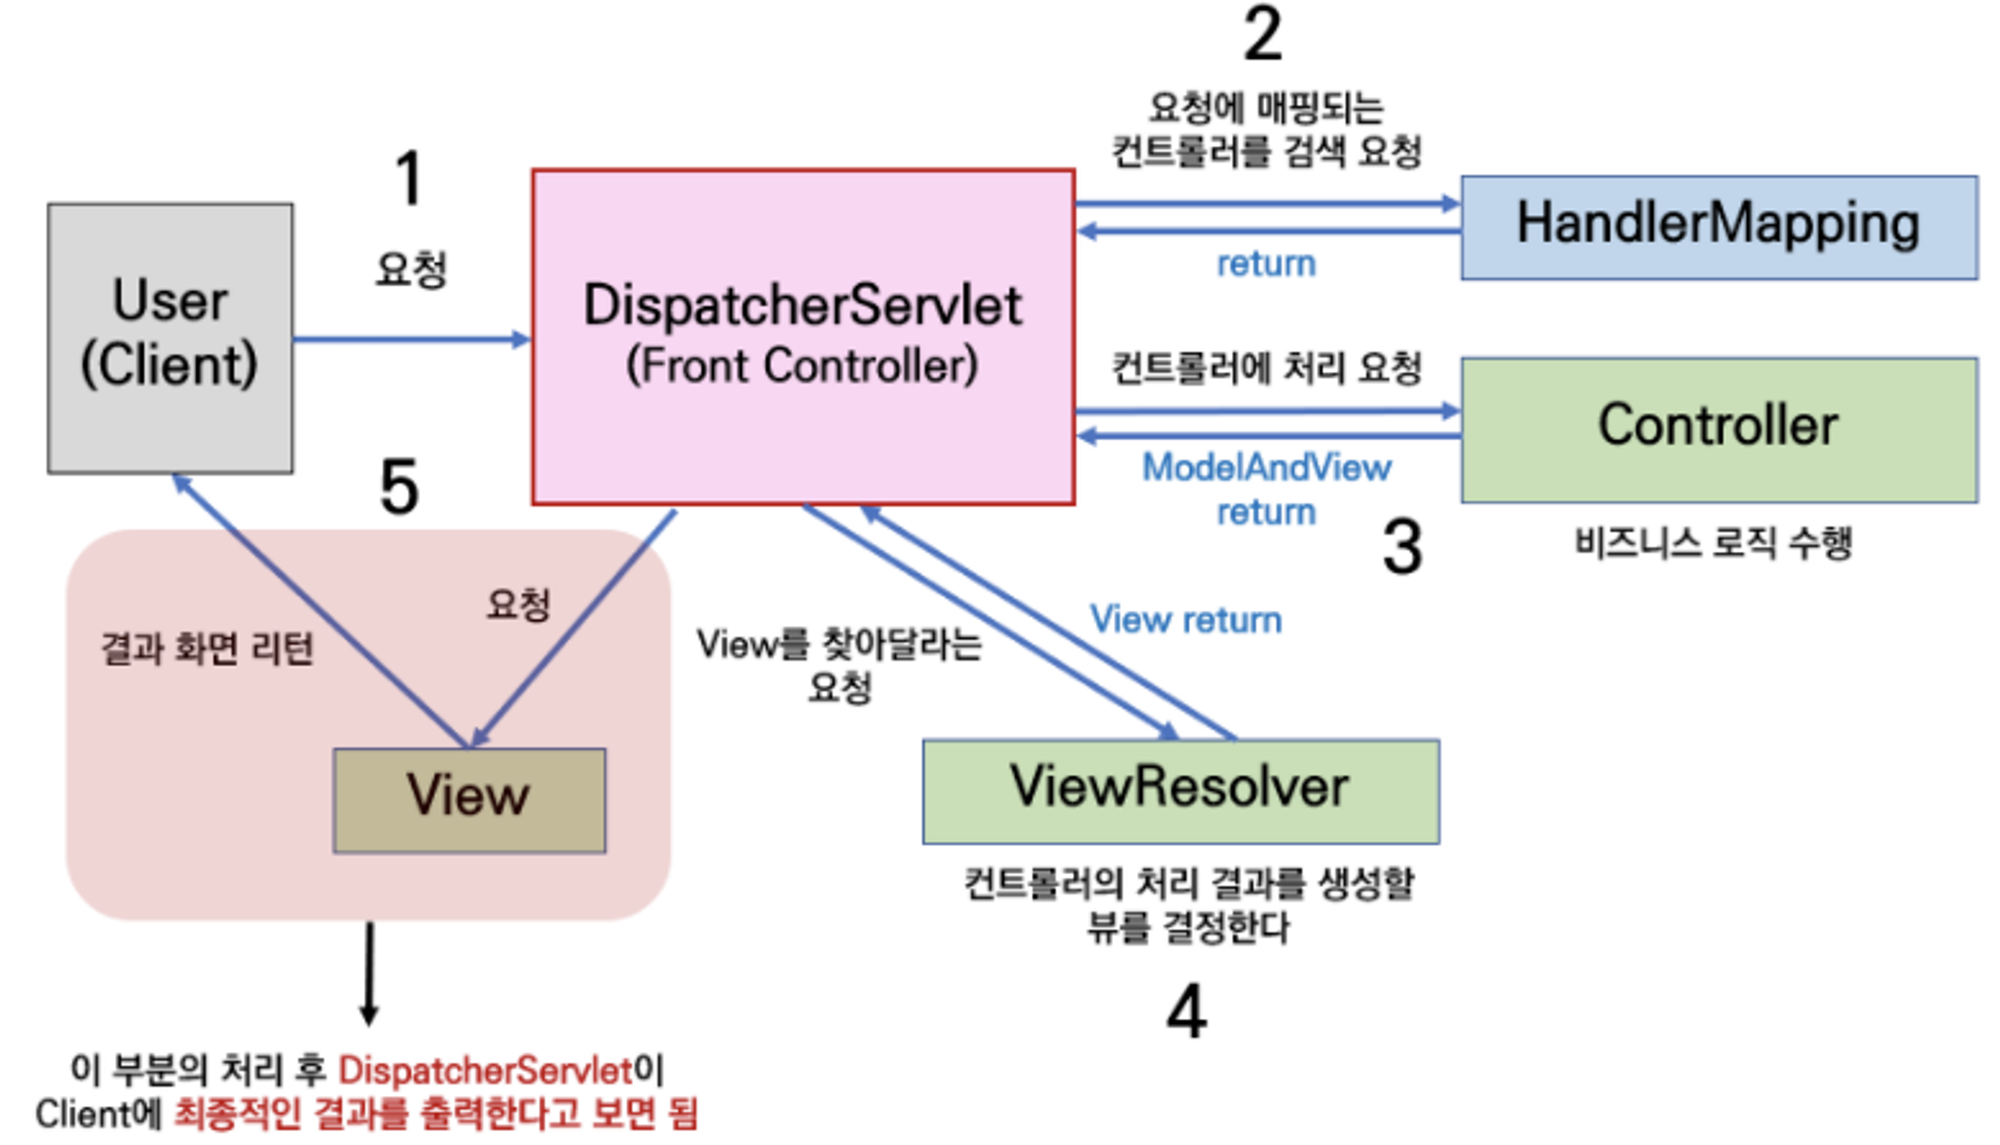 2
요청에 매핑되는
컨트롤러를 검색 요청
1
요청
User
(Client)
DispatcherServlet
(Front Controller)
HandlerMapping
return
컨트롤러에 처리 요청
Controller
ModelAndView
return
3
비즈니스 로직 수행
5
요청
결과 화면 리턴
View
View를 찾아달라는
요청
View return
ViewResolver
컨트롤러의 처리 결과를 생성할
뷰를 결정한다
4
이 부분의 처리 후 DispatcherServlet이
Client에 최종적인 결과를 출력한다고 보면 됨